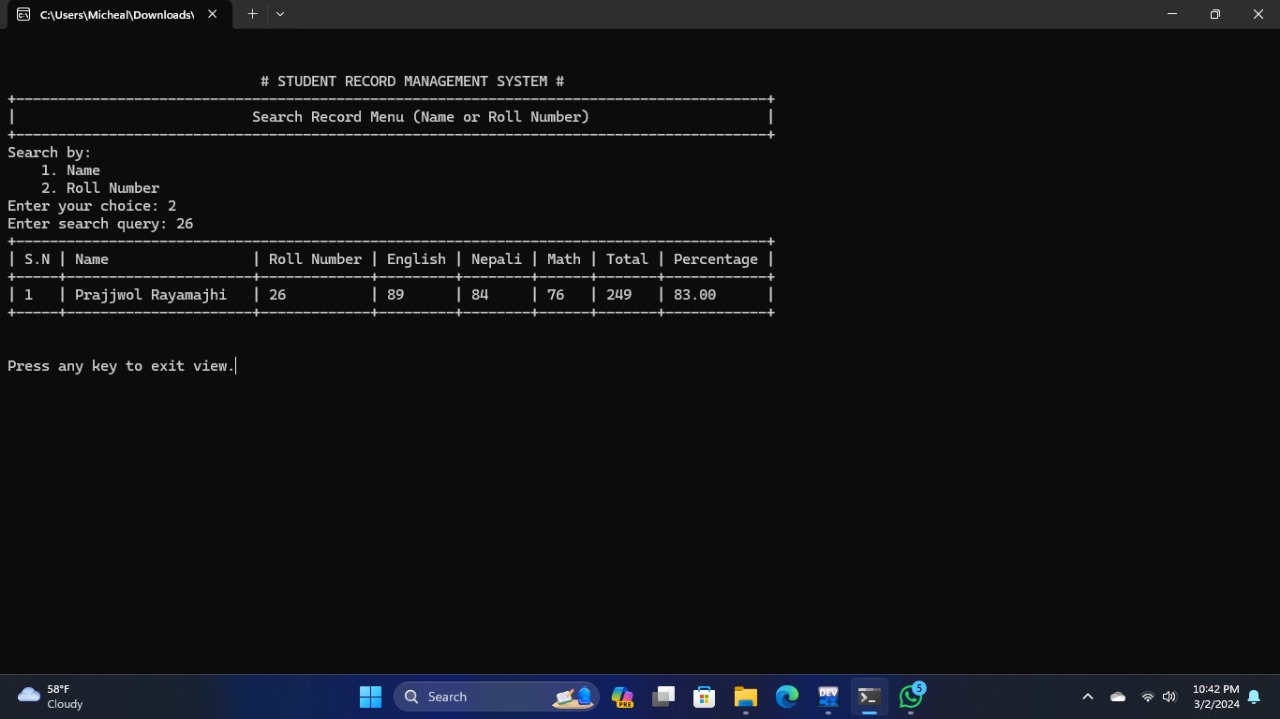 C:\Users\Micheal\Downloads\
# STUDENT RECORD MANAGEMENT SYSTEM #
Search Record Menu (Name or Roll Number)
Search by:
1. Name
2. Roll Number
Enter your choice: 2
Enter search query: 26
| S.N | Name | Roll Number | English | Nepali | Math | Total | Percentage |
| 1 | Prajjwol Rayamajhi | 26 | 89 | 84 | 76 | 249 | 83.00 |
Press any key to exit view.
58°F
Cloudy
Search
PRE
DEV
5
10:42 PM
3/2/2024